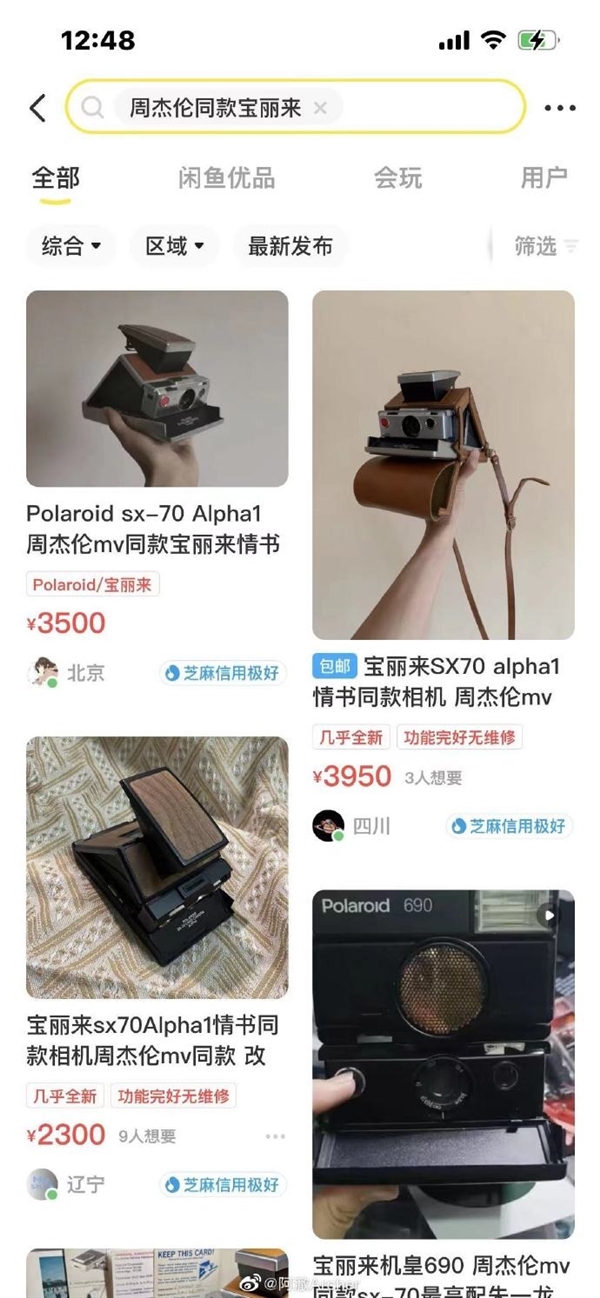 12:48
周杰伦同款宝丽来
全部
闲鱼优品
会玩
用户
综合
区域
最新发布
筛选
Polaroid sx-70 Alpha1
周杰伦mv同款宝丽来情书
Polaroid/宝丽来
¥3500
北京
芝麻信用极好
包邮 宝丽来SX70 alpha1
情书同款相机 周杰伦mv
几乎全新 功能完好无维修
¥3950 3人想要
四川
芝麻信用极好
宝丽来sx70Alpha1情书同
款相机周杰伦mv同款 改
几乎全新 功能完好无维修
¥2300 9人想要
辽宁
芝麻信用极好
Polaroid 690
宝丽来机皇690 周杰伦mv
同款sx-70最高配朱一龙
KEEP THIS CARD!